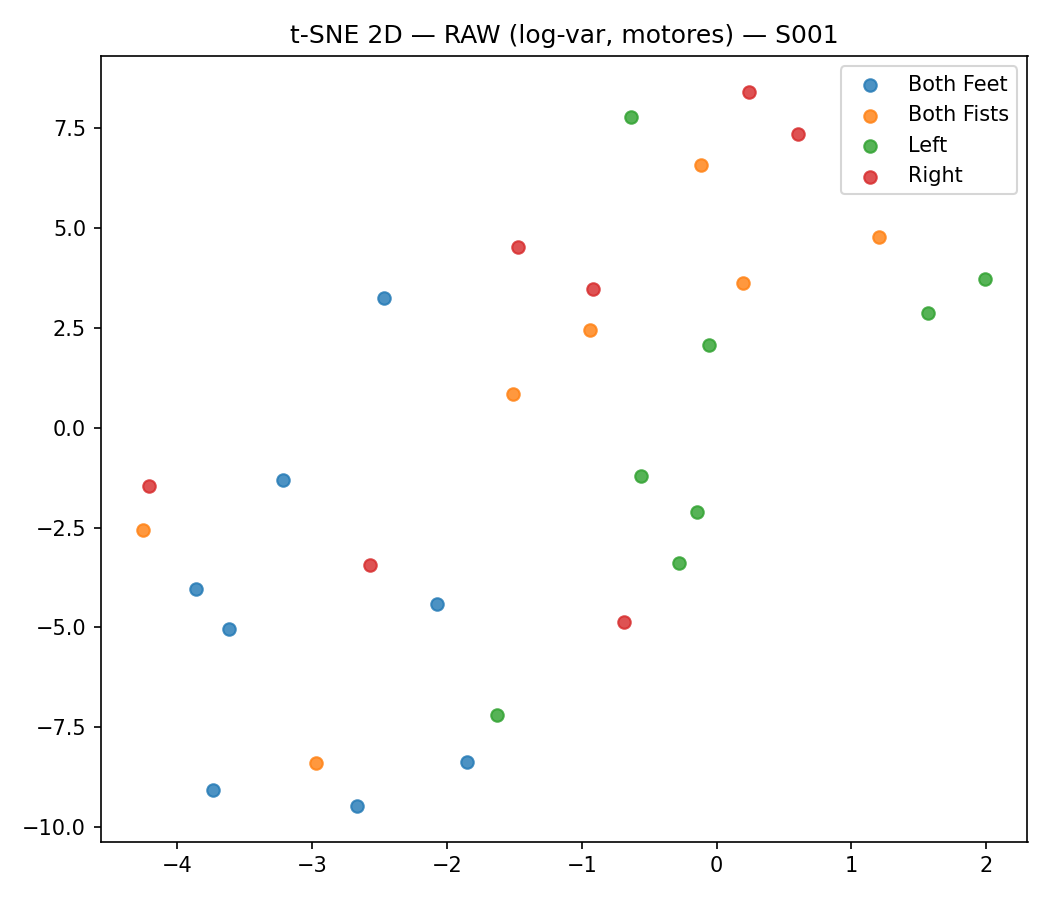 t-SNE 2D — RAW (log-var, motores) — S001
Both Feet
Both Fists
Left
Right
7.5
5.0
2.5
0.0
−2.5
−5.0
−7.5
−10.0
−4 −3 −2 −1 0 1 2